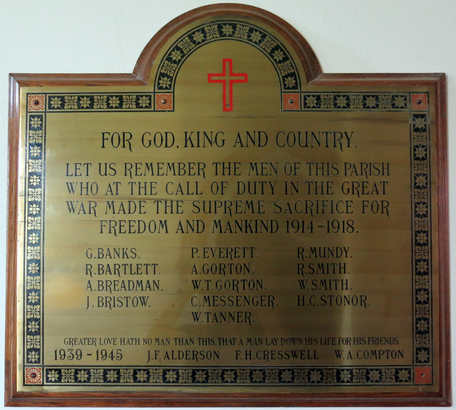 FOR GOD, KING AND COUNTRY.
LET US REMEMBER THE MEN OF THIS PARISH
WHO AT THE CALL OF DUTY IN THE GREAT
WAR MADE THE SUPREME SACRIFICE FOR
FREEDOM AND MANKIND 1914-1918.
G. BANKS. P. EVERETT. R. MUNDY.
R. BARTLETT. A. GORTON. R. SMITH.
A. BREADMAN. W. T. GORTON. W. SMITH.
J. BRISTOW. C. MESSENGER. H. C. STONOR.
W. TANNER.
GREATER LOVE HATH NO MAN THAN THIS, THAT A MAN LAY DOWN HIS LIFE FOR HIS FRIENDS.
1939-1945 J. F. ALDERSON F. H. CRESSWELL W. A. COMPTON